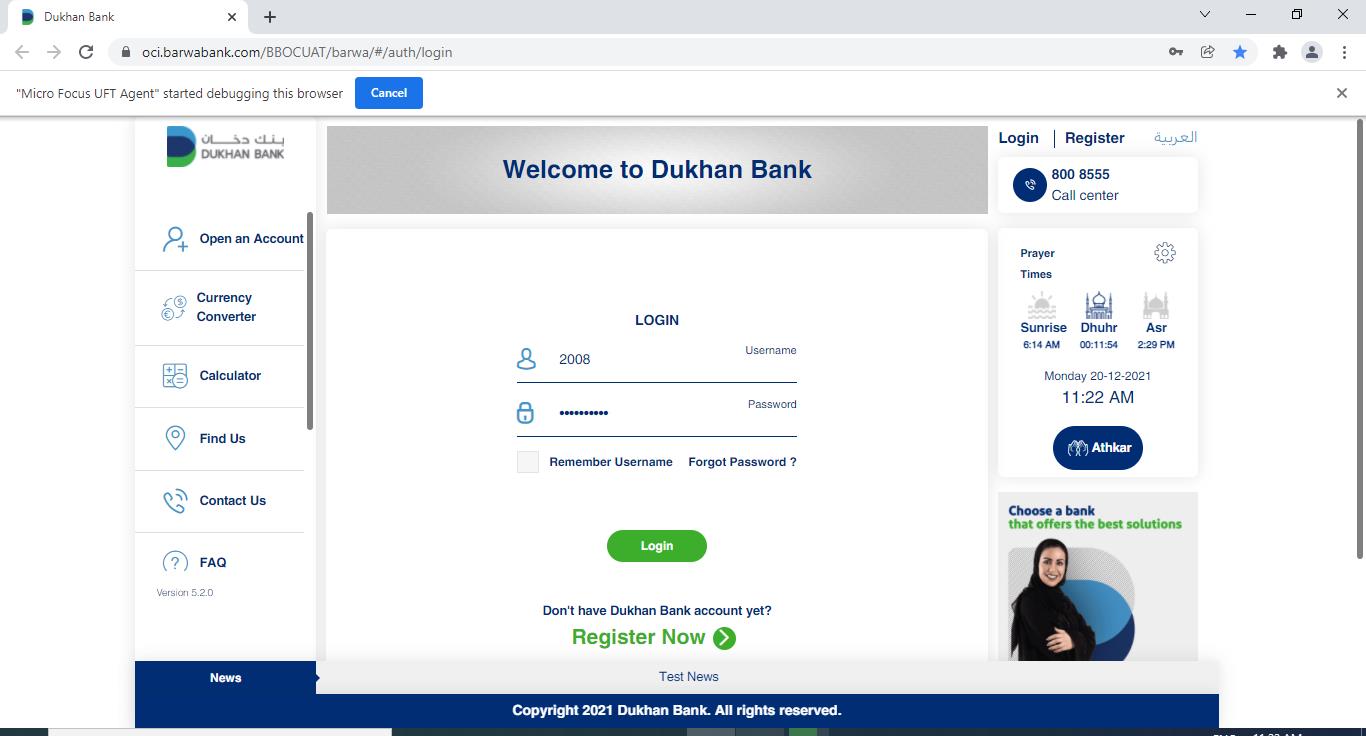 Dukhan Bank
oci.barwabank.com/BBOCUAT/barwa/#/auth/login
"Micro Focus UFT Agent" started debugging this browser
Cancel
بنك دخان
DUKHAN BANK
Open an Account
Currency
Converter
Calculator
Find Us
Contact Us
FAQ
Version 5.2.0
Welcome to Dukhan Bank
LOGIN
Username
2008
Password
••••••••••
Remember Username Forgot Password ?
Login
Don't have Dukhan Bank account yet?
Register Now
Login | Register العربية
800 8555
Call center
Prayer
Times
Sunrise Dhuhr Asr
6:14 AM 00:11:54 2:29 PM
Monday 20-12-2021
11:22 AM
Athkar
Choose a bank
that offers the best solutions
News
Test News
Copyright 2021 Dukhan Bank. All rights reserved.